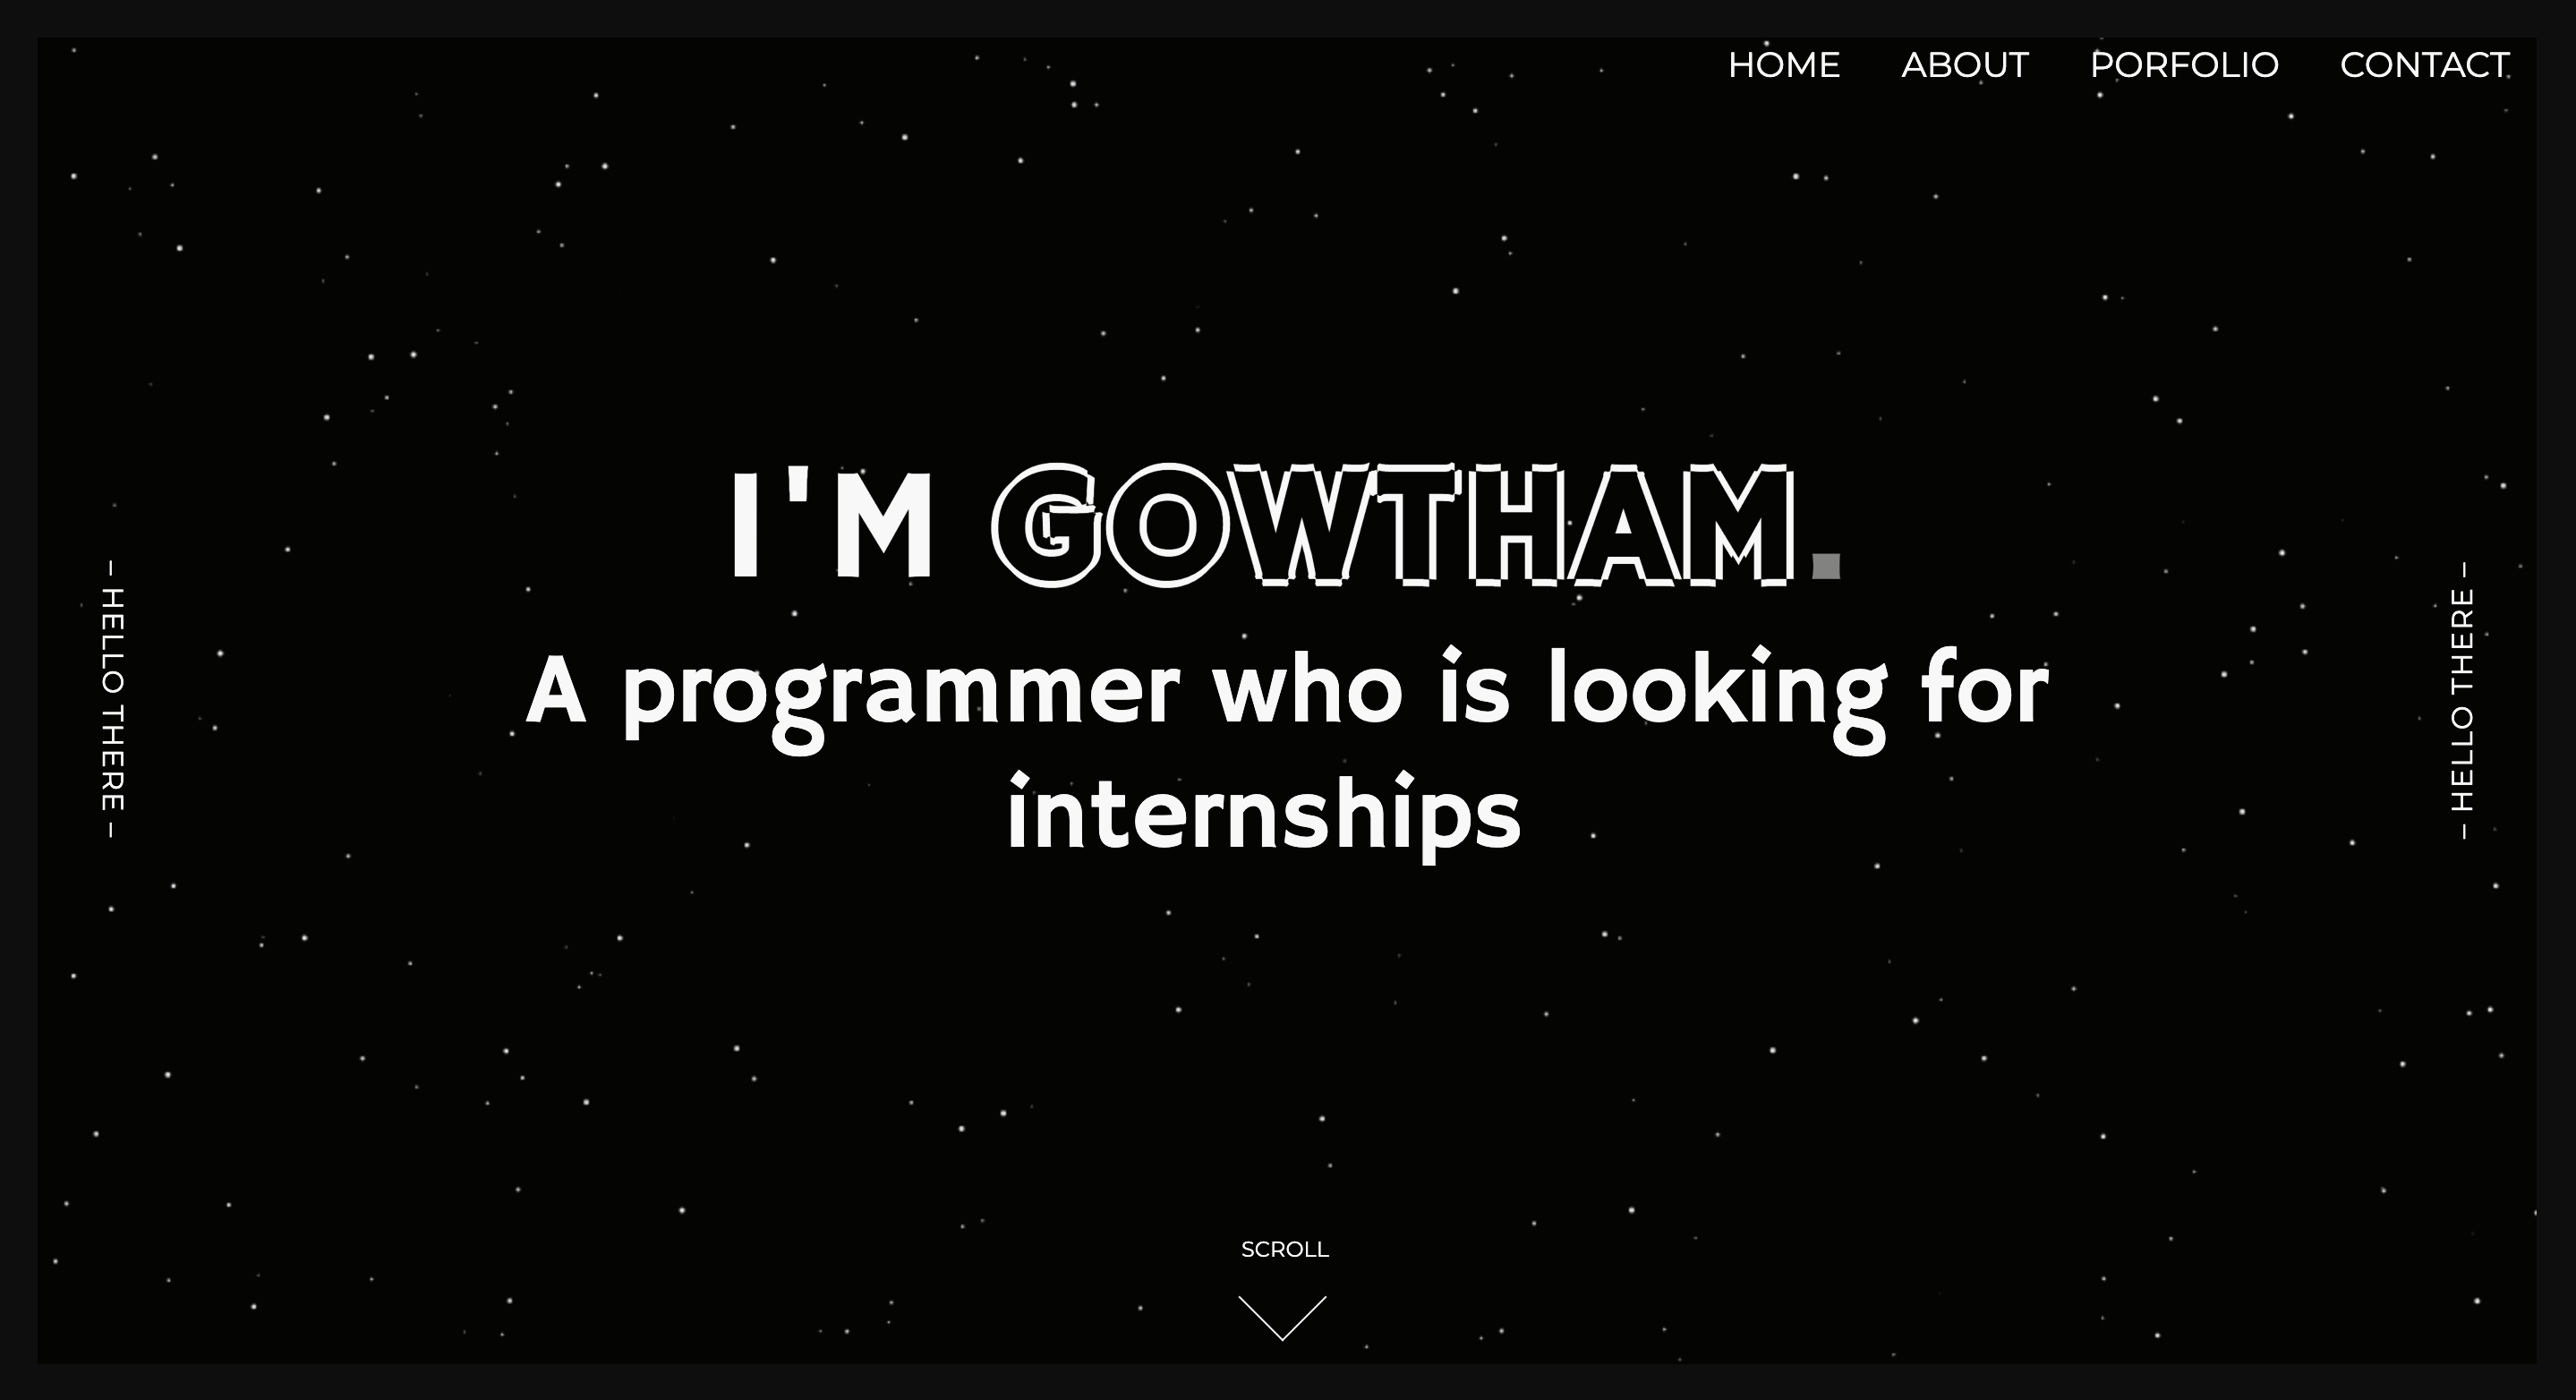 HOME ABOUT PORFOLIO CONTACT
I'M GOWTHAM.
A programmer who is looking for
internships
– HELLO THERE –
– HELLO THERE –
SCROLL